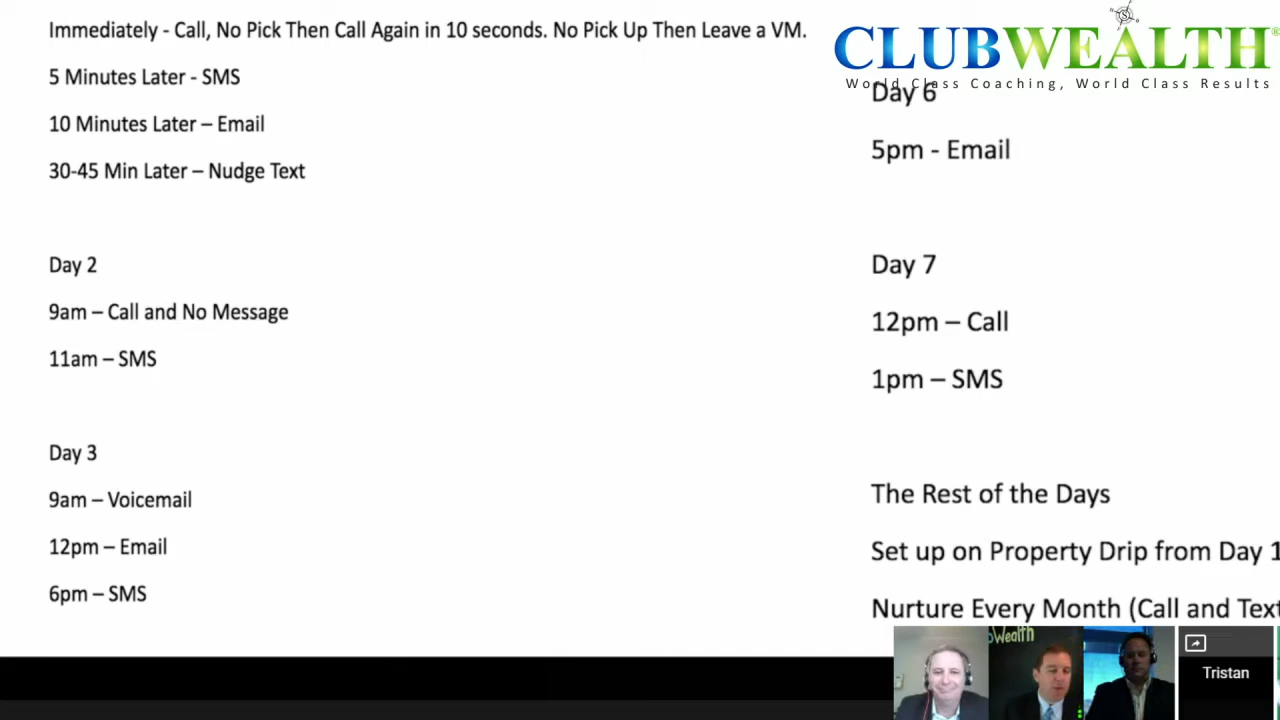 Immediately - Call, No Pick Then Call Again in 10 seconds. No Pick Up Then Leave a VM.
5 Minutes Later - SMS
10 Minutes Later – Email
30-45 Min Later – Nudge Text
Day 2
9am – Call and No Message
11am – SMS
Day 3
9am – Voicemail
12pm – Email
6pm – SMS
CLUBWEALTH®
World Class Coaching, World Class Results
Day 6
5pm - Email
Day 7
12pm – Call
1pm – SMS
The Rest of the Days
Set up on Property Drip from Day 1
Nurture Every Month (Call and Text
Wealth
Tristan